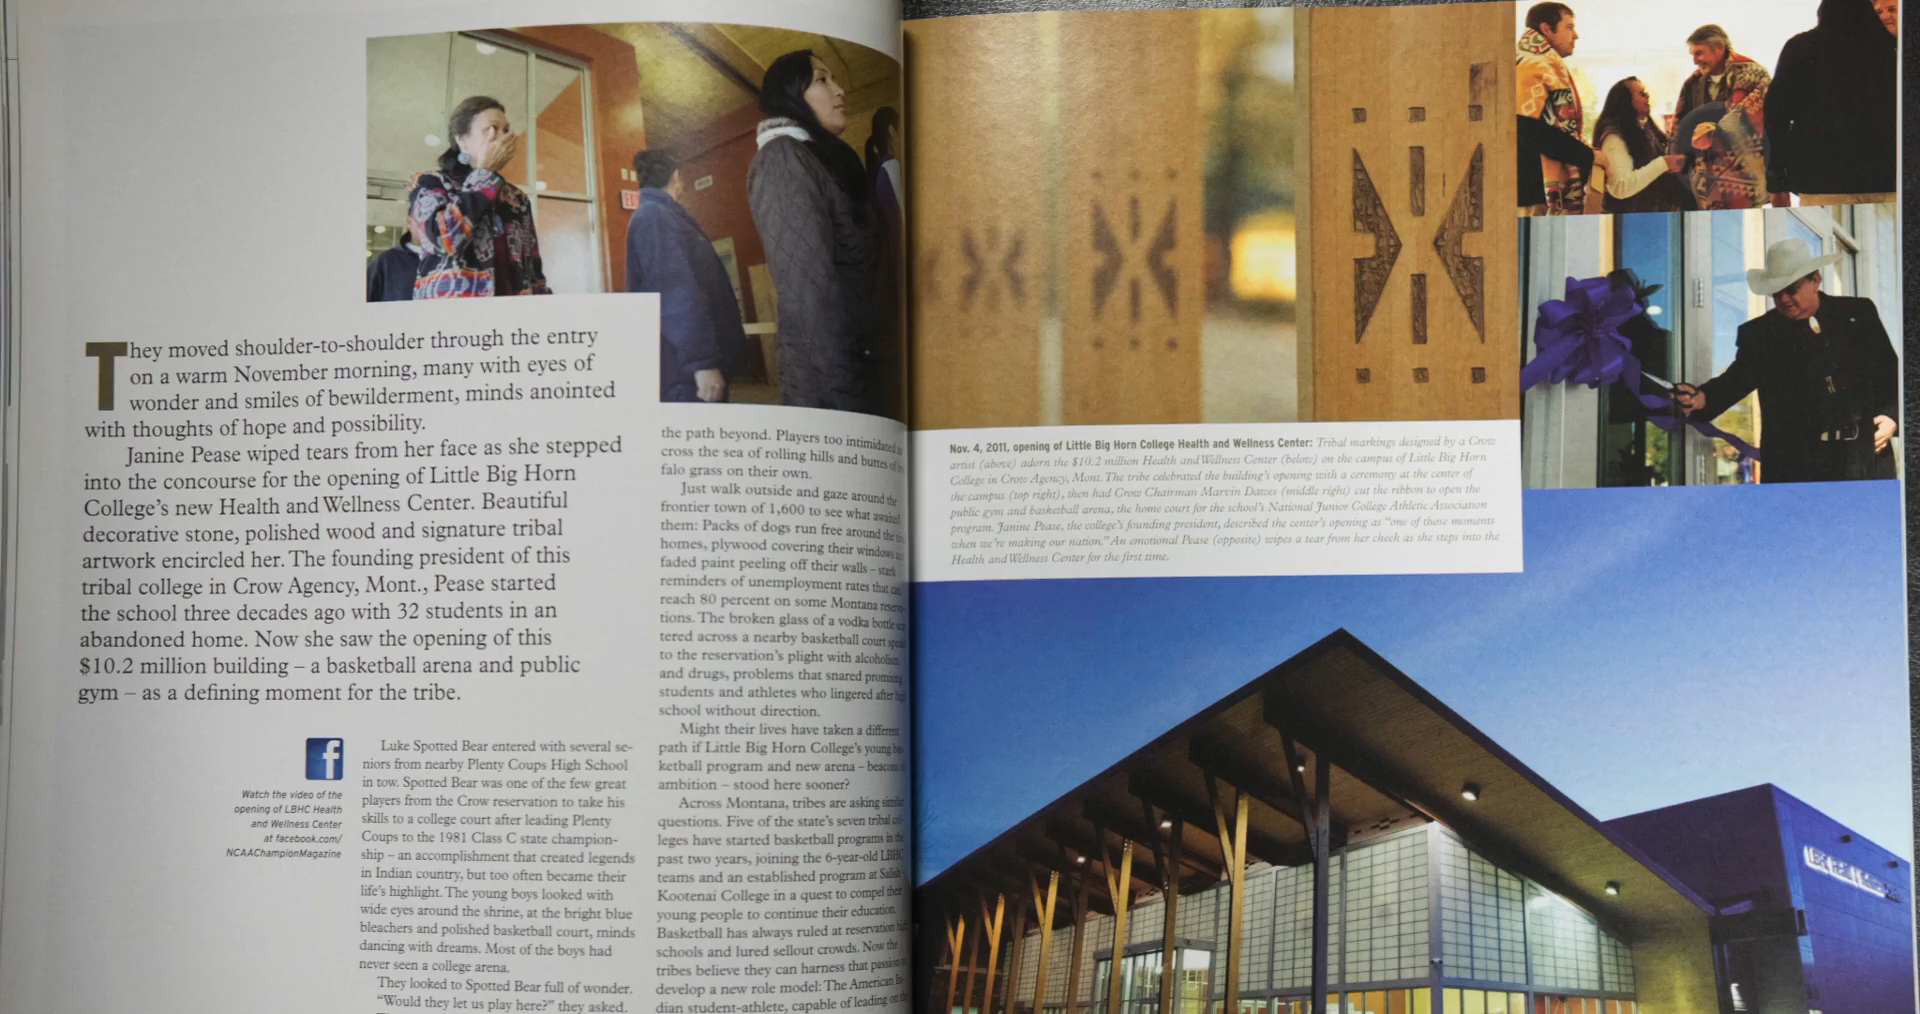 They moved shoulder-to-shoulder through the entry
on a warm November morning, many with eyes of
wonder and smiles of bewilderment, minds anointed
with thoughts of hope and possibility.
Janine Pease wiped tears from her face as she stepped
into the concourse for the opening of Little Big Horn
College's new Health and Wellness Center. Beautiful
decorative stone, polished wood and signature tribal
artwork encircled her. The founding president of this
tribal college in Crow Agency, Mont., Pease started
the school three decades ago with 32 students in an
abandoned home. Now she saw the opening of this
$10.2 million building – a basketball arena and public
gym – as a defining moment for the tribe.
Watch the video of the
opening of LBHC Health
and Wellness Center
at facebook.com/
NCAAChampionMagazine
Luke Spotted Bear entered with several se-
niors from nearby Plenty Coups High School
in tow. Spotted Bear was one of the few great
players from the Crow reservation to take his
skills to a college court after leading Plenty
Coups to the 1981 Class C state champion-
ship – an accomplishment that created legends
in Indian country, but too often became their
life's highlight. The young boys looked with
wide eyes around the shrine, at the bright blue
bleachers and polished basketball court, minds
dancing with dreams. Most of the boys had
never seen a college arena.
They looked to Spotted Bear full of wonder.
"Would they let us play here?" they asked.
the path beyond. Players too intimidated to
cross the sea of rolling hills and buttes of
falo grass on their own.
Just walk outside and gaze around the
frontier town of 1,600 to see what awaited
them: Packs of dogs run free around the
homes, plywood covering their windows
faded paint peeling off their walls – stark
reminders of unemployment rates that can
reach 80 percent on some Montana reserva-
tions. The broken glass of a vodka bottle
tered across a nearby basketball court
to the reservation's plight with alcoholism
and drugs, problems that snared promising
students and athletes who lingered after
school without direction.
Might their lives have taken a different
path if Little Big Horn College's young bas-
ketball program and new arena – beacons
ambition – stood here sooner?
Across Montana, tribes are asking similar
questions. Five of the state's seven tribal col-
leges have started basketball programs in the
past two years, joining the 6-year-old LBHC
teams and an established program at Salish
Kootenai College in a quest to compel their
young people to continue their education.
Basketball has always ruled at reservation
schools and lured sellout crowds. Now the
tribes believe they can harness that passion
develop a new role model: The American In-
dian student-athlete, capable of leading on
Nov. 4, 2011, opening of Little Big Horn College Health and Wellness Center: Tribal markings designed by a Crow
artist (above) adorn the $10.2 million Health and Wellness Center (below) on the campus of Little Big Horn
College in Crow Agency, Mont. The tribe celebrated the building's opening with a ceremony at the center of
the campus (top right), then had Crow Chairman Marvin Dawes (middle right) cut the ribbon to open the
public gym and basketball arena, the home court for the school's National Junior College Athletic Association
program. Janine Pease, the college's founding president, described the center's opening as "one of those moments
when we're making our nation." An emotional Pease (opposite) wipes a tear from her cheek as she steps into the
Health and Wellness Center for the first time.